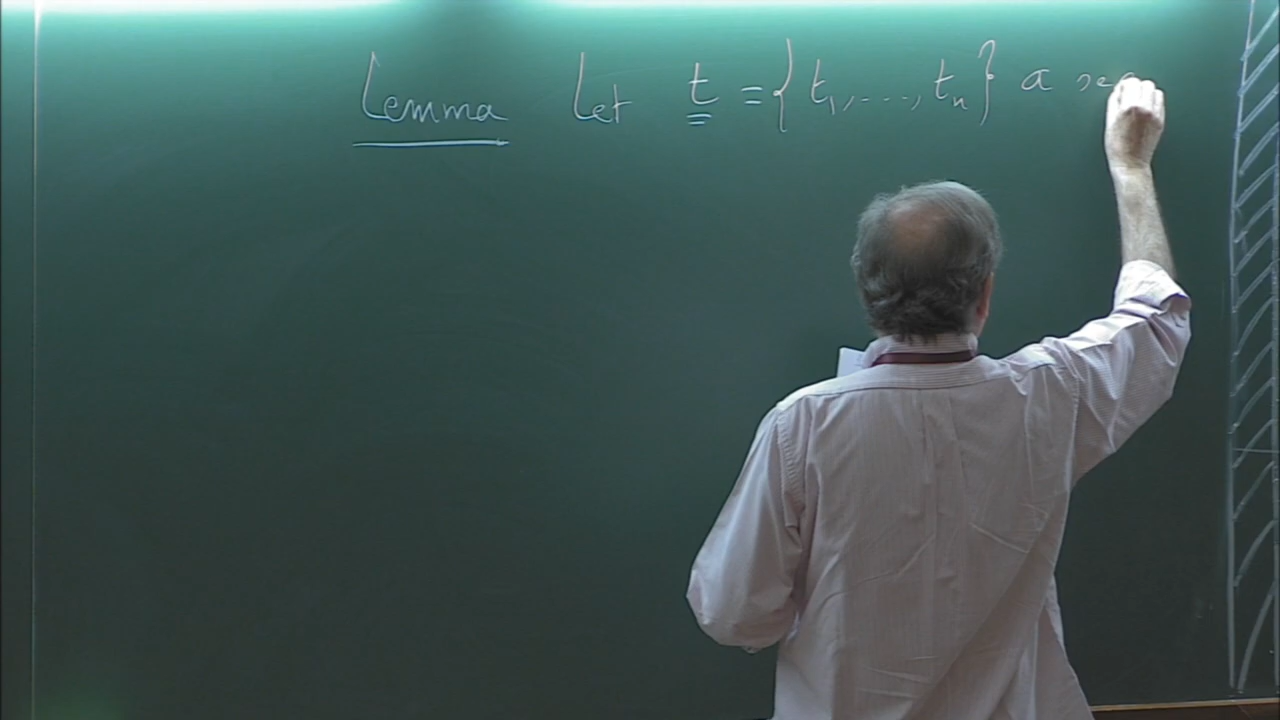 Lemma Let t = { t₁, ..., tₙ } a